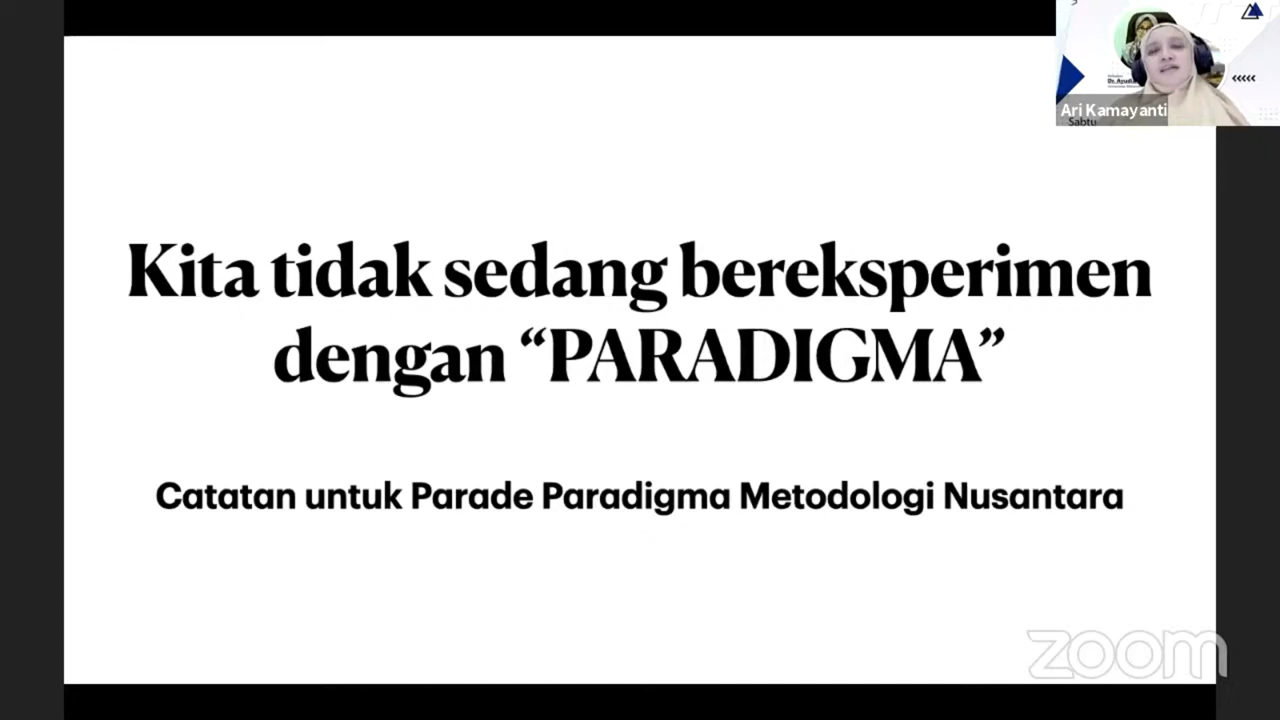 Kita tidak sedang bereksperimen
dengan “PARADIGMA”
Catatan untuk Parade Paradigma Metodologi Nusantara
Ari Kamayanti
Sabtu
zoom